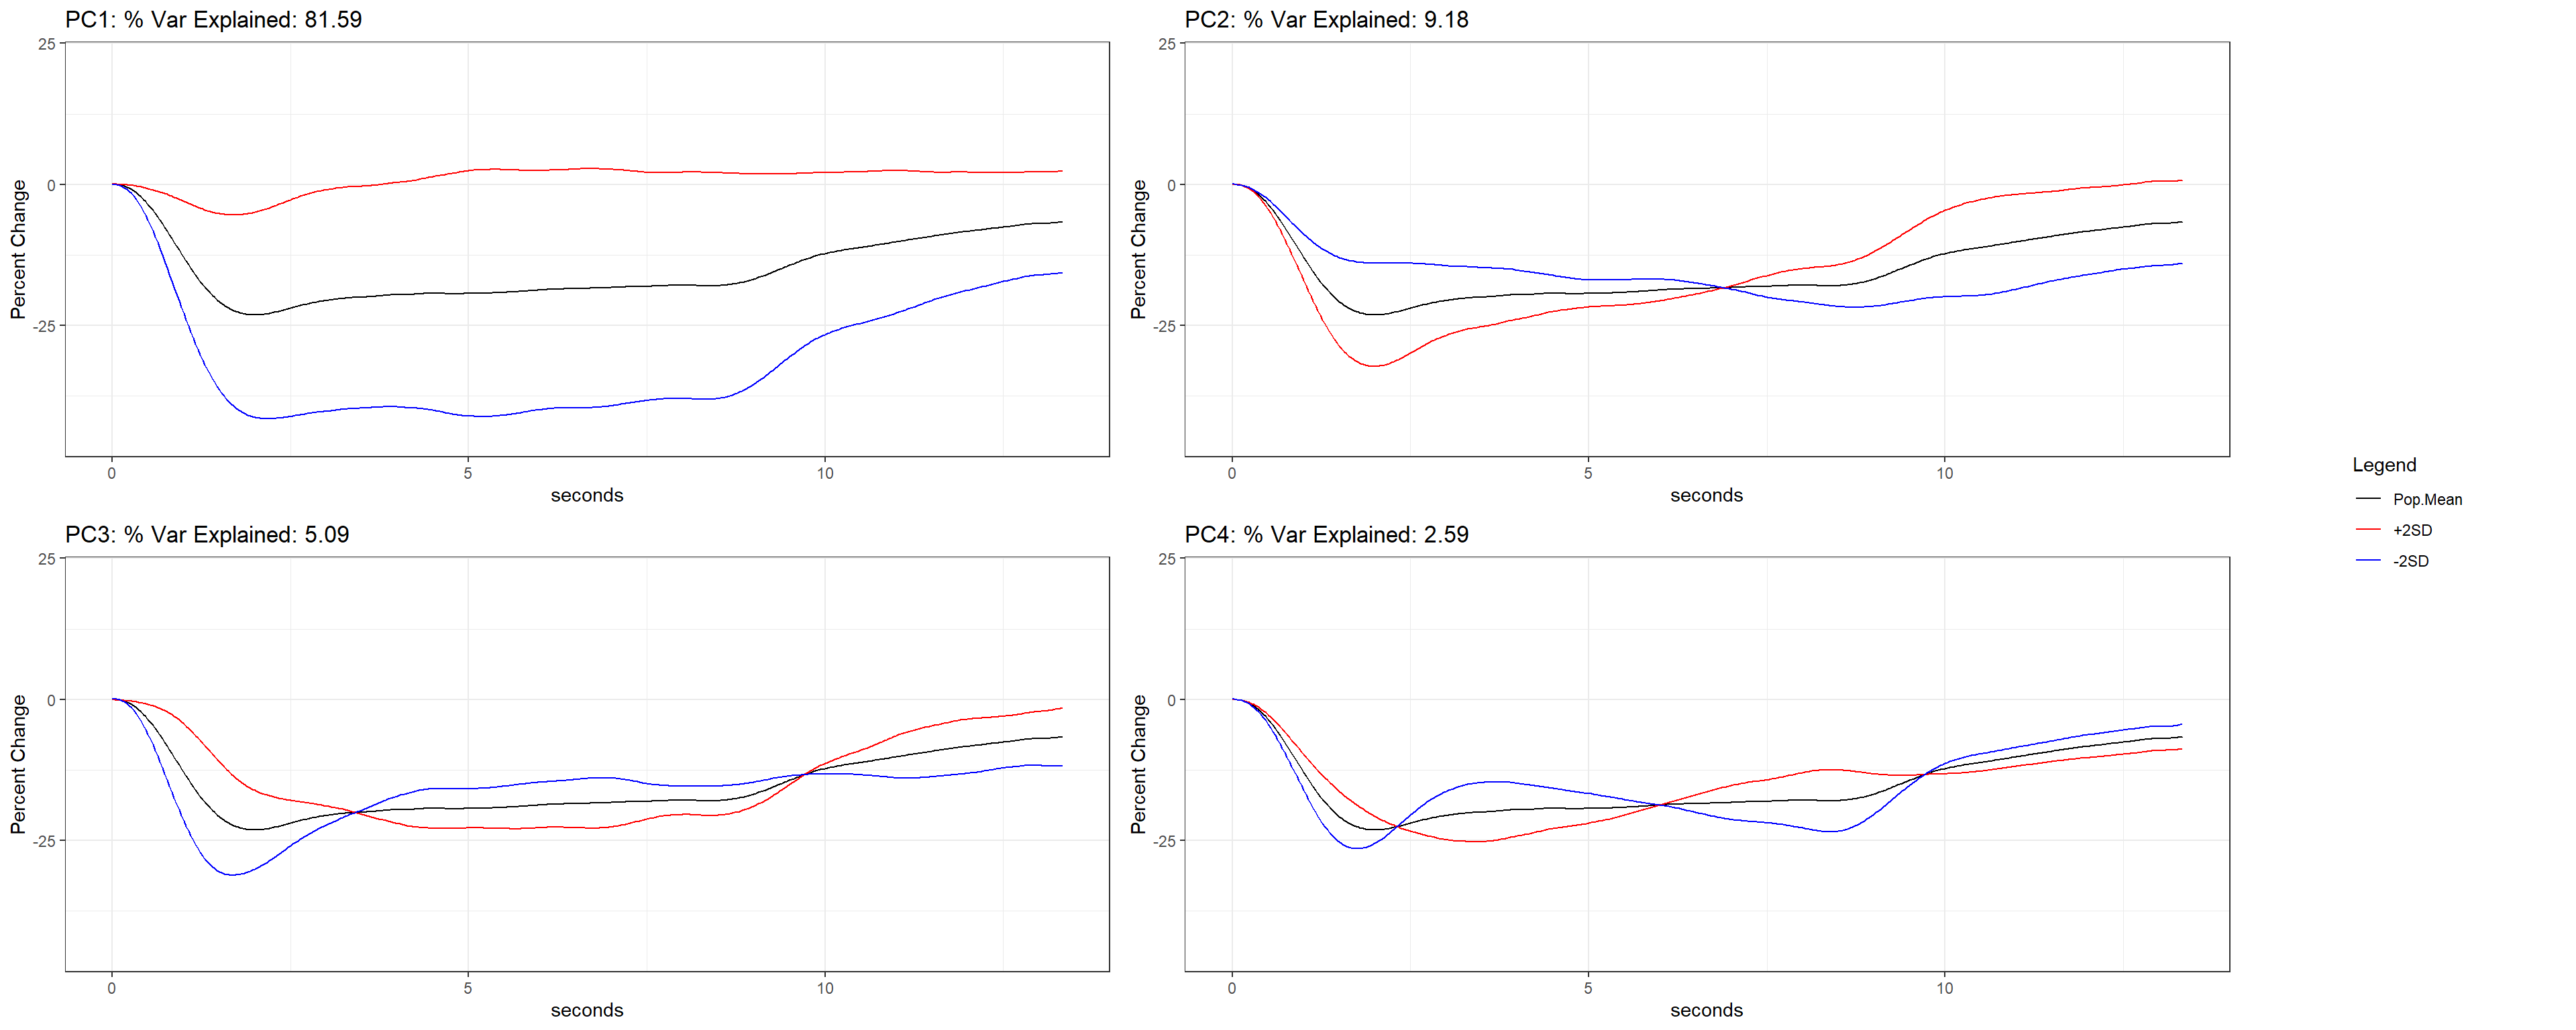 PC1: % Var Explained: 81.59
25
0
-25
Percent Change
0 5 10
seconds
PC2: % Var Explained: 9.18
25
0
-25
Percent Change
0 5 10
seconds
PC3: % Var Explained: 5.09
25
0
-25
Percent Change
0 5 10
seconds
PC4: % Var Explained: 2.59
25
0
-25
Percent Change
0 5 10
seconds
Legend
Pop.Mean
+2SD
-2SD